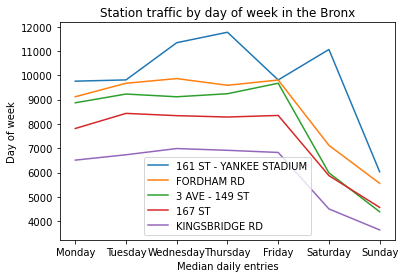 Station traffic by day of week in the Bronx
Day of week
12000
11000
10000
9000
8000
7000
6000
5000
4000
161 ST - YANKEE STADIUM
FORDHAM RD
3 AVE - 149 ST
167 ST
KINGSBRIDGE RD
Monday Tuesday Wednesday Thursday Friday Saturday Sunday
Median daily entries